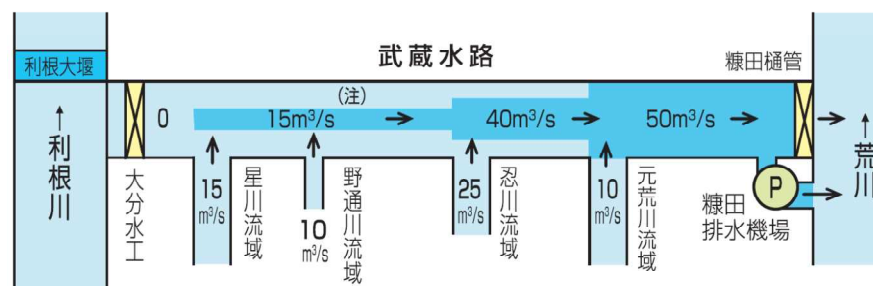 武蔵水路
利根大堰
糠田樋管
(注)
0
15m³/s
40m³/s
50m³/s
利根川
大分水工
15
m³/s
星川流域
10
m³/s
野通川流域
25
m³/s
忍川流域
10
m³/s
元荒川流域
P
糠田
排水機場
荒川